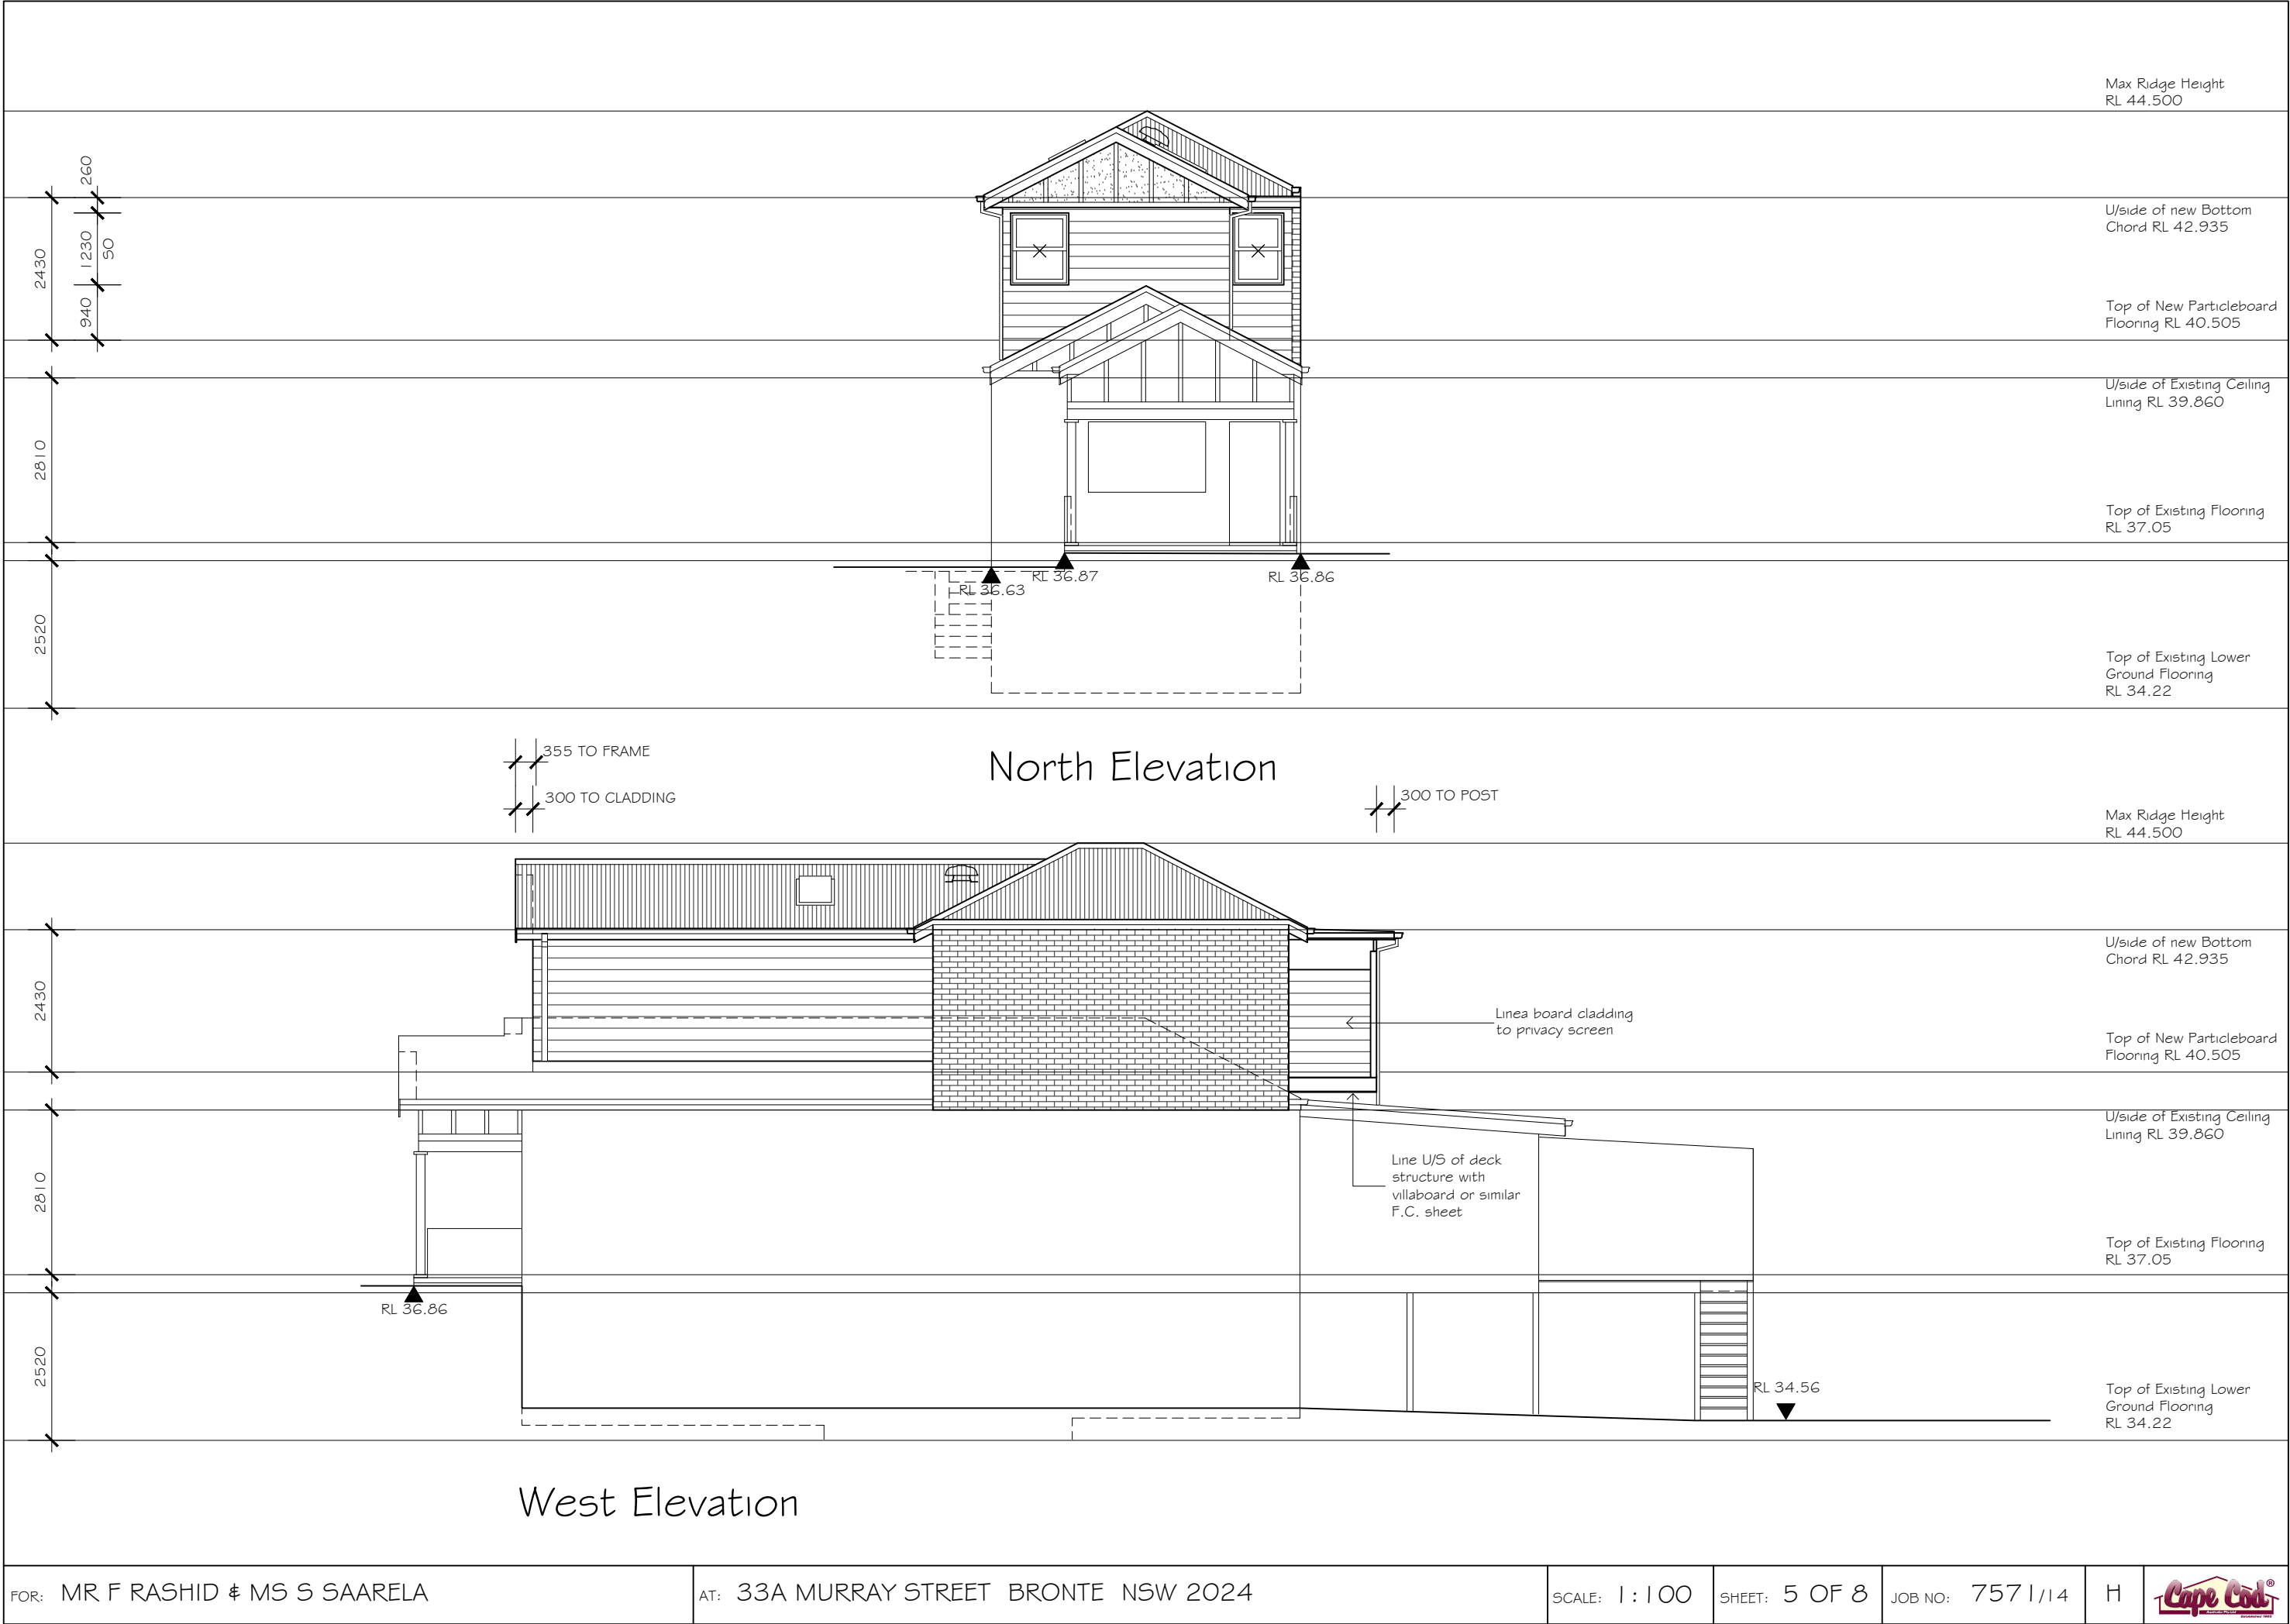 Max Ridge Height
RL 44.500
260
U/side of new Bottom
Chord RL 42.935
2430
1230
50
940
Top of New Particleboard
Flooring RL 40.505
U/side of Existing Ceiling
Lining RL 39.860
2810
Top of Existing Flooring
RL 37.05
RL 36.63
RL 36.87
RL 36.86
2520
Top of Existing Lower
Ground Flooring
RL 34.22
North Elevation
355 TO FRAME
300 TO CLADDING
300 TO POST
Max Ridge Height
RL 44.500
U/side of new Bottom
Chord RL 42.935
2430
Linea board cladding
to privacy screen
Top of New Particleboard
Flooring RL 40.505
U/side of Existing Ceiling
Lining RL 39.860
2810
Line U/S of deck
structure with
villaboard or similar
F.C. sheet
Top of Existing Flooring
RL 37.05
RL 36.86
2520
RL 34.56
Top of Existing Lower
Ground Flooring
RL 34.22
West Elevation
FOR: MR F RASHID & MS S SAARELA
AT: 33A MURRAY STREET BRONTE NSW 2024
SCALE: 1:100
SHEET: 5 OF 8
JOB NO: 7571/14
H
Cape Cod®